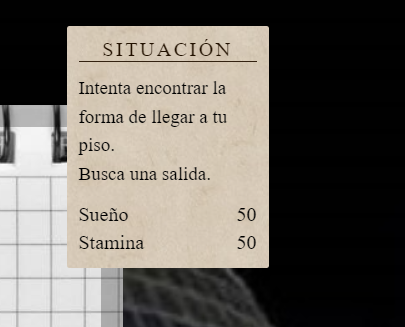 SITUACIÓN
Intenta encontrar la
forma de llegar a tu
piso.
Busca una salida.
Sueño 50
Stamina 50